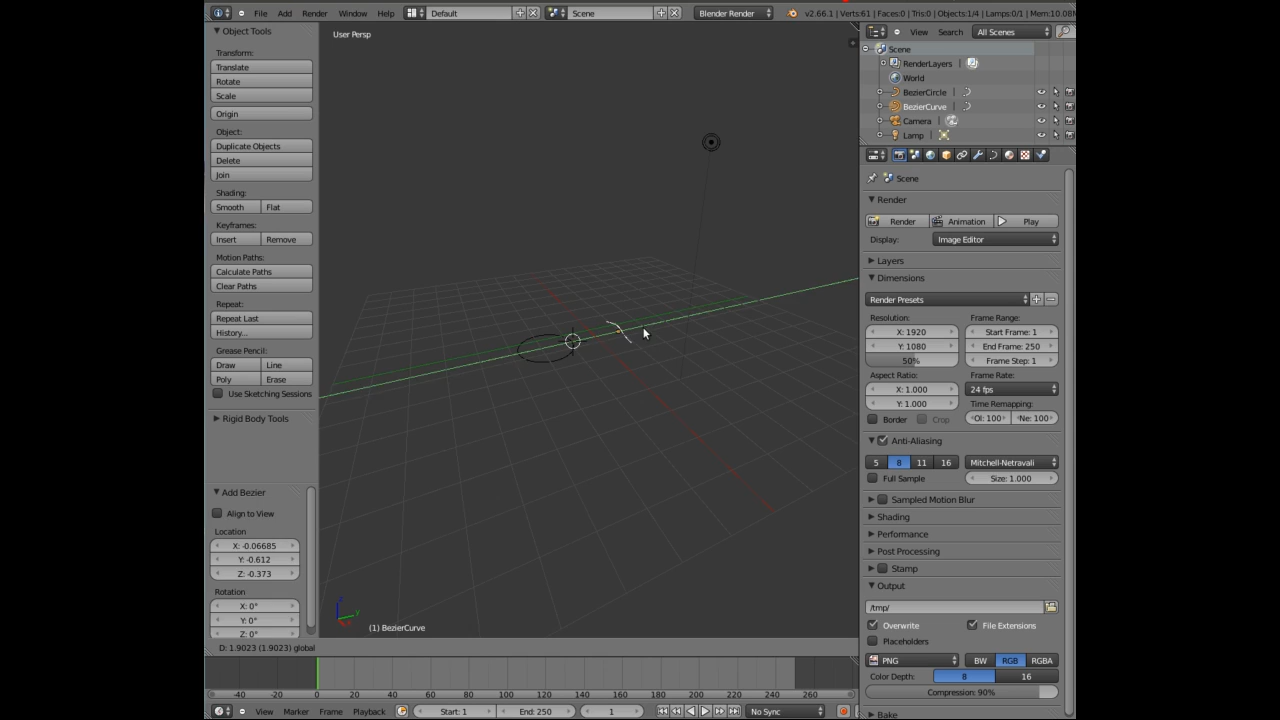 File Add Render Window Help Default Scene Blender Render v2.66.1 | Verts:61 | Faces:0 | Tris:0 | Objects:1/4 | Lamps:0/1 | Mem:10.08M
Object Tools
Transform:
Translate
Rotate
Scale
Origin
Object:
Duplicate Objects
Delete
Join
Shading:
Smooth Flat
Keyframes:
Insert Remove
Motion Paths:
Calculate Paths
Clear Paths
Repeat:
Repeat Last
History...
Grease Pencil:
Draw Line
Poly Erase
Use Sketching Sessions
Rigid Body Tools
Add Bezier
Align to View
Location
X: -0.06685
Y: -0.612
Z: -0.373
Rotation
X: 0°
Y: 0°
Z: 0°
User Persp
(1) BezierCurve
D: 1.9023 (1.9023) global
-40 -20 0 20 40 60 80 100 120 140 160 180 200 220 240 260
View Marker Frame Playback Start: 1 End: 250 1 No Sync
View Search All Scenes
Scene
RenderLayers
World
BezierCircle
BezierCurve
Camera
Lamp
Scene
Render
Render Animation Play
Display: Image Editor
Layers
Dimensions
Render Presets
Resolution: Frame Range:
X: 1920 Start Frame: 1
Y: 1080 End Frame: 250
50% Frame Step: 1
Aspect Ratio: Frame Rate:
X: 1.000 24 fps
Y: 1.000 Time Remapping:
Border Crop Ol: 100 Ne: 100
Anti-Aliasing
5 8 11 16 Mitchell-Netravali
Full Sample Size: 1.000
Sampled Motion Blur
Shading
Performance
Post Processing
Stamp
Output
/tmp/
Overwrite File Extensions
Placeholders
PNG BW RGB RGBA
Color Depth: 8 16
Compression: 90%
Bake